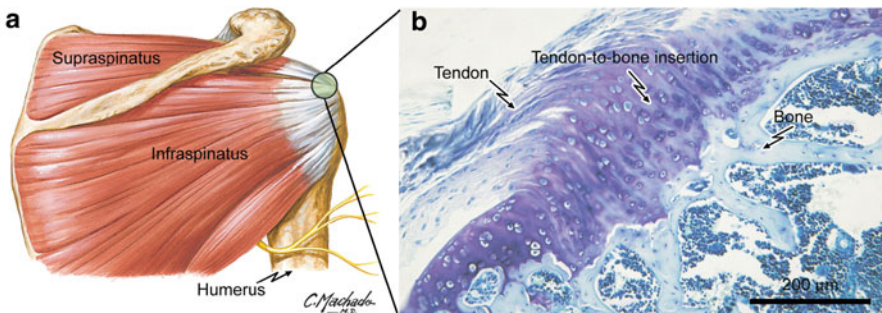 a
Supraspinatus
Infraspinatus
Humerus
C. Machado
M.D.
b
Tendon
Tendon-to-bone insertion
Bone
200 μm